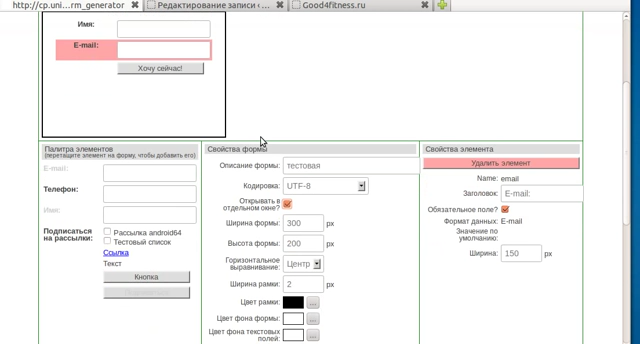 http://cp.uni...rm_generator
Редактирование записи ‹ ...
Good4fitness.ru
Имя:
E-mail:
Хочу сейчас!
Палитра элементов
(перетащите элемент на форму, чтобы добавить его)
E-mail:
Телефон:
Имя:
Подписаться на рассылки:
Рассылка android64
Тестовый список
Ссылка
Текст
Кнопка
Свойства формы
Описание формы: тестовая
Кодировка: UTF-8
Открывать в отдельном окне?
Ширина формы: 300 px
Высота формы: 200 px
Горизонтальное выравнивание: Центр
Ширина рамки: 2 px
Цвет рамки: ...
Цвет фона формы: ...
Цвет фона текстовых полей: ...
Свойства элемента
Удалить элемент
Name: email
Заголовок: E-mail:
Обязательное поле?
Формат данных: E-mail
Значение по умолчанию:
Ширина: 150 px